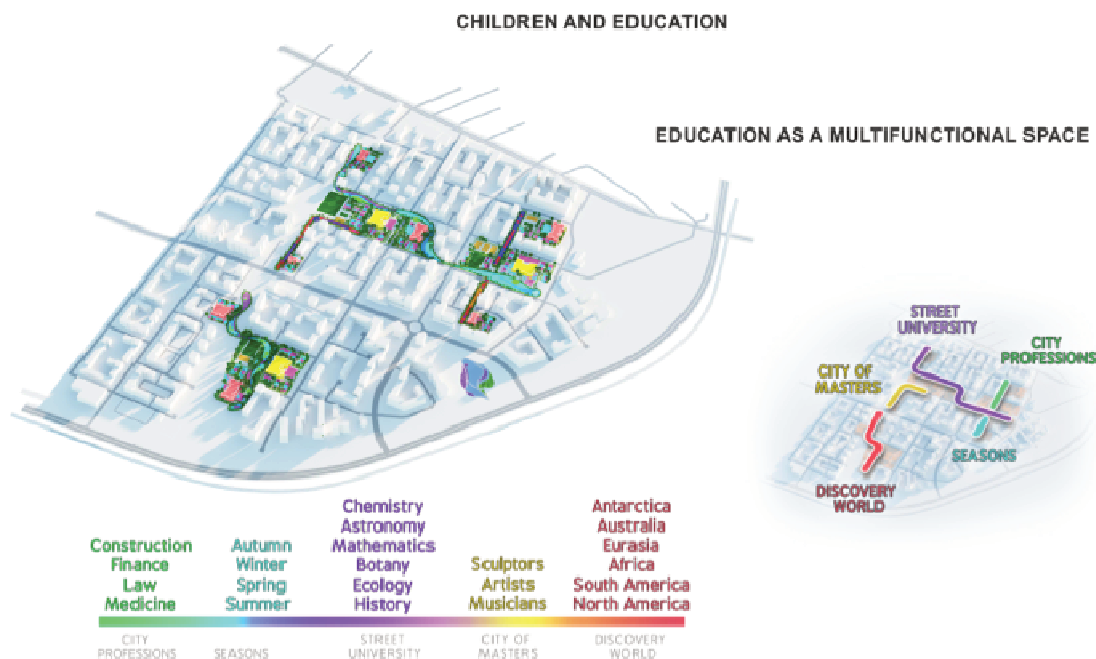 CHILDREN AND EDUCATION
EDUCATION AS A MULTIFUNCTIONAL SPACE
STREET
UNIVERSITY
CITY
PROFESSIONS
CITY OF
MASTERS
SEASONS
DISCOVERY
WORLD
Construction
Finance
Law
Medicine
Autumn
Winter
Spring
Summer
Chemistry
Astronomy
Mathematics
Botany
Ecology
History
Sculptors
Artists
Musicians
Antarctica
Australia
Eurasia
Africa
South America
North America
CITY
PROFESSIONS
SEASONS
STREET
UNIVERSITY
CITY OF
MASTERS
DISCOVERY
WORLD